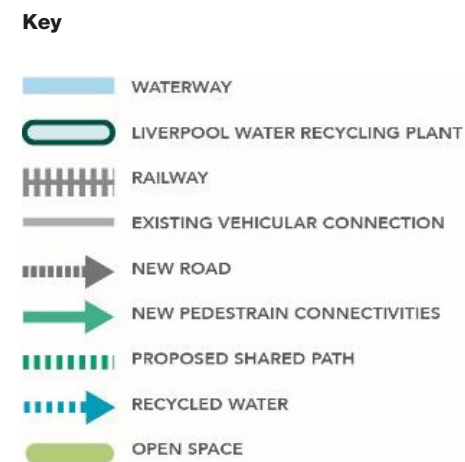 Key
WATERWAY
LIVERPOOL WATER RECYCLING PLANT
RAILWAY
EXISTING VEHICULAR CONNECTION
NEW ROAD
NEW PEDESTRAIN CONNECTIVITIES
PROPOSED SHARED PATH
RECYCLED WATER
OPEN SPACE